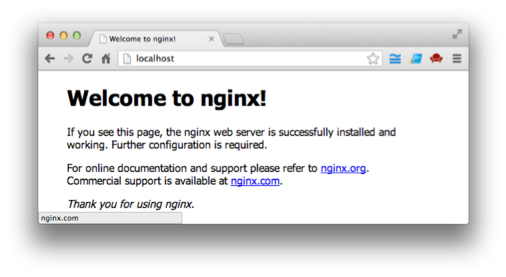 Welcome to nginx!
localhost
Welcome to nginx!
If you see this page, the nginx web server is successfully installed and
working. Further configuration is required.
For online documentation and support please refer to nginx.org.
Commercial support is available at nginx.com.
Thank you for using nginx.
nginx.com